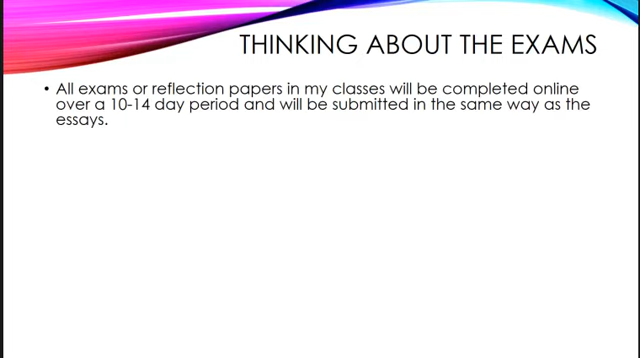 THINKING ABOUT THE EXAMS
• All exams or reflection papers in my classes will be completed online
over a 10-14 day period and will be submitted in the same way as the
essays.